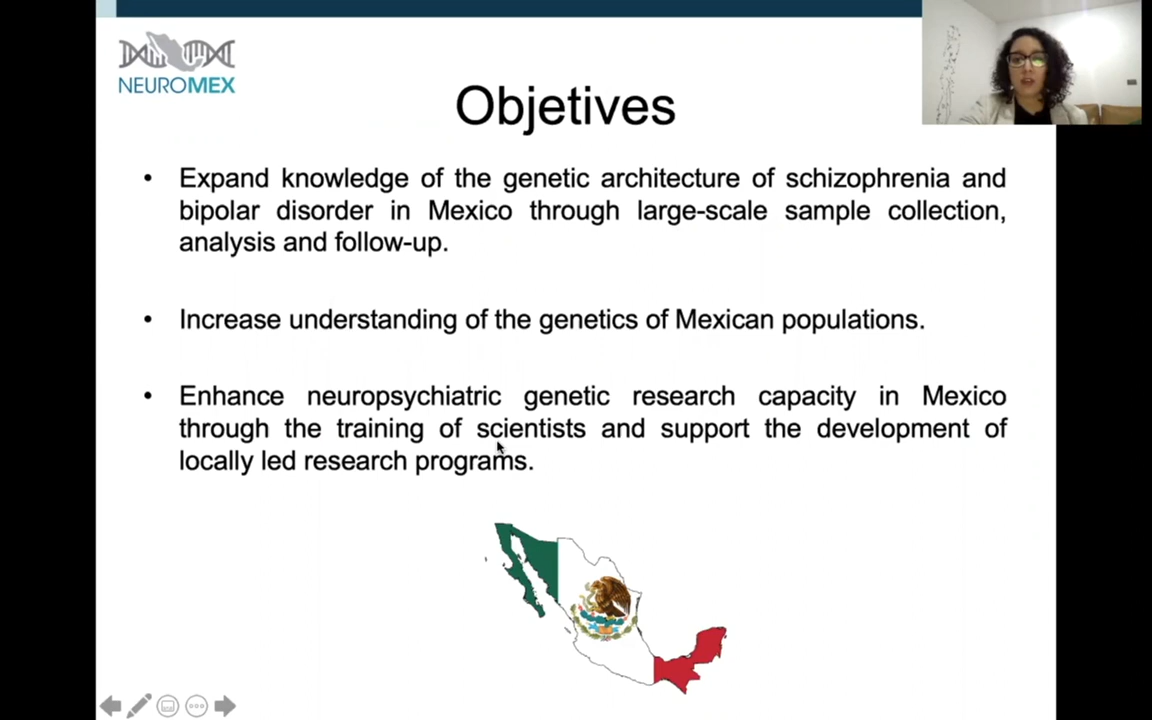 NEUROMEX
Objetives
• Expand knowledge of the genetic architecture of schizophrenia and
bipolar disorder in Mexico through large-scale sample collection,
analysis and follow-up.
• Increase understanding of the genetics of Mexican populations.
• Enhance neuropsychiatric genetic research capacity in Mexico
through the training of scientists and support the development of
locally led research programs.